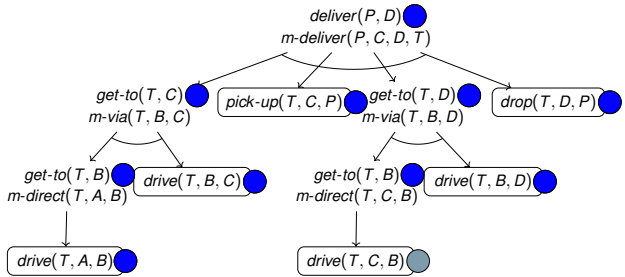 deliver(P, D)
m-deliver(P, C, D, T)
get-to(T, C)
m-via(T, B, C)
pick-up(T, C, P)
get-to(T, D)
m-via(T, B, D)
drop(T, D, P)
get-to(T, B)
m-direct(T, A, B)
drive(T, B, C)
get-to(T, B)
m-direct(T, C, B)
drive(T, B, D)
drive(T, A, B)
drive(T, C, B)